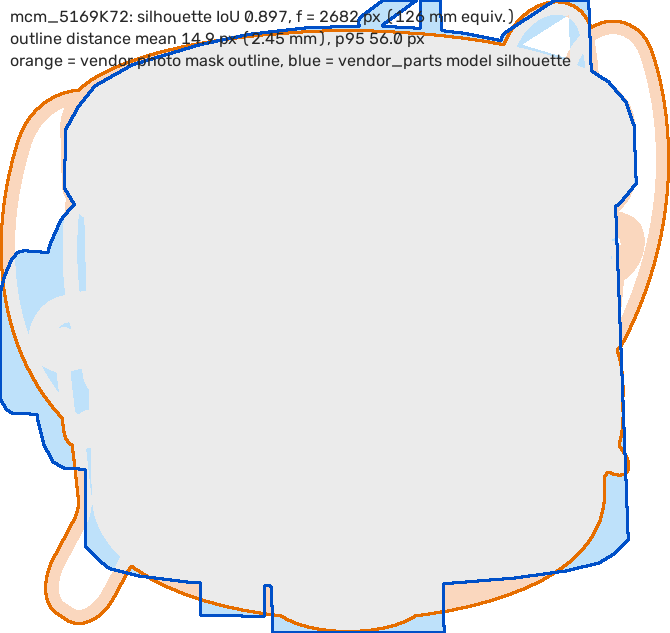 mcm_5169K72: silhouette IoU 0.897, f = 2682 px (126 mm equiv.)
outline distance mean 14.9 px (2.45 mm), p95 56.0 px
orange = vendor photo mask outline, blue = vendor_parts model silhouette